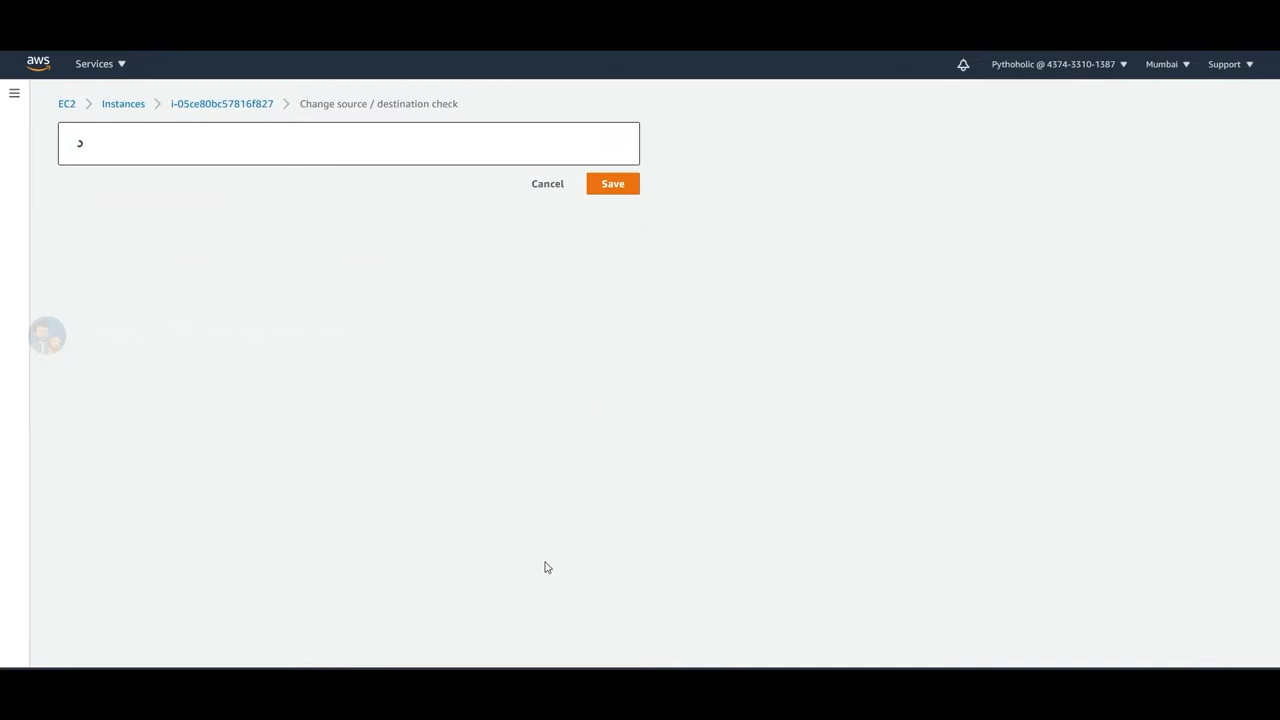 aws
Services
Pythoholic @ 4374-3310-1387
Mumbai
Support
EC2 > Instances > i-05ce80bc57816f827 > Change source / destination check
Cancel
Save